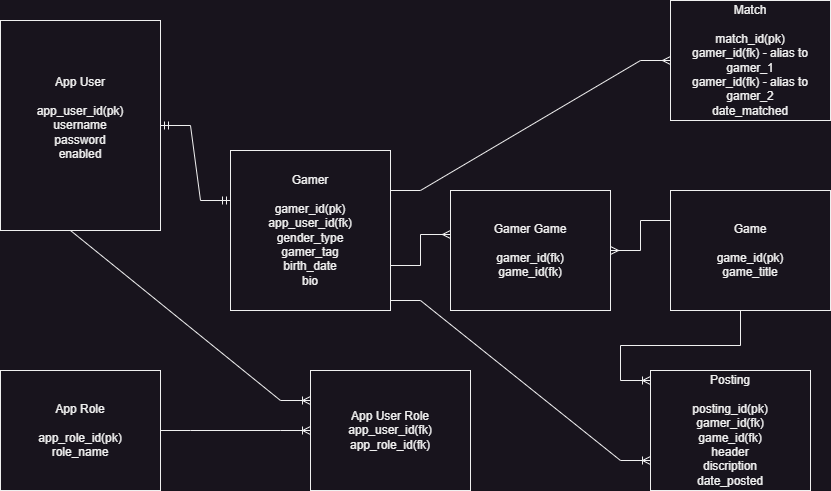 Match
match_id(pk)
gamer_id(fk) - alias to
gamer_1
gamer_id(fk) - alias to
gamer_2
date_matched
App User
app_user_id(pk)
username
password
enabled
Gamer
gamer_id(pk)
app_user_id(fk)
gender_type
gamer_tag
birth_date
bio
Gamer Game
gamer_id(fk)
game_id(fk)
Game
game_id(pk)
game_title
App Role
app_role_id(pk)
role_name
App User Role
app_user_id(fk)
app_role_id(fk)
Posting
posting_id(pk)
gamer_id(fk)
game_id(fk)
header
discription
date_posted